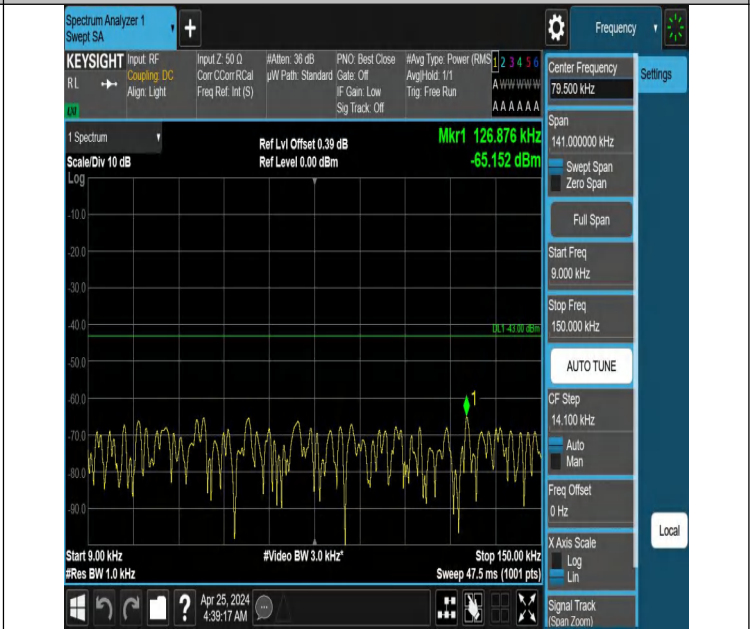 Spectrum Analyzer 1
Swept SA
+
Frequency
KEYSIGHT
RL
LXI
Input: RF
Coupling: DC
Align: Light
Input Z: 50 Ω
Corr CCorr RCal
Freq Ref: Int (S)
#Atten: 36 dB
µW Path: Standard
PNO: Best Close
Gate: Off
IF Gain: Low
Sig Track: Off
#Avg Type: Power (RMS
Avg|Hold: 1/1
Trig: Free Run
1 2 3 4 5 6
A W W W W W
A A A A A A
1 Spectrum
Scale/Div 10 dB
Log
Ref Lvl Offset 0.39 dB
Ref Level 0.00 dBm
Mkr1 126.876 kHz
-65.152 dBm
-10.0
-20.0
-30.0
-40.0
-50.0
-60.0
-70.0
-80.0
-90.0
DL1 -43.00 dBm
1
Start 9.00 kHz
#Res BW 1.0 kHz
#Video BW 3.0 kHz*
Stop 150.00 kHz
Sweep 47.5 ms (1001 pts)
Center Frequency
79.500 kHz
Settings
Span
141.000000 kHz
Swept Span
Zero Span
Full Span
Start Freq
9.000 kHz
Stop Freq
150.000 kHz
AUTO TUNE
CF Step
14.100 kHz
Auto
Man
Freq Offset
0 Hz
X Axis Scale
Log
Lin
Local
Signal Track
(Span Zoom)
?
Apr 25, 2024
4:39:17 AM